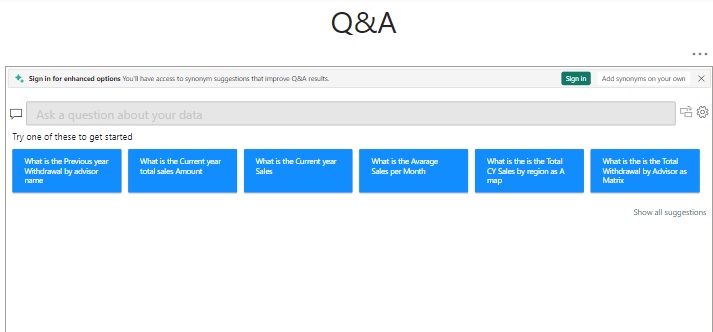 Q&A
Sign in for enhanced options You'll have access to synonym suggestions that improve Q&A results.
Sign in
Add synonyms on your own
Ask a question about your data
Try one of these to get started
What is the Previous year
Withdrawal by advisor
name
What is the Current year
total sales Amount
What is the Current year
Sales
What is the Avarage
Sales per Month
What is the is the Total
CY Sales by region as A
map
What is the is the Total
Withdrawal by Advisor as
Matrix
Show all suggestions